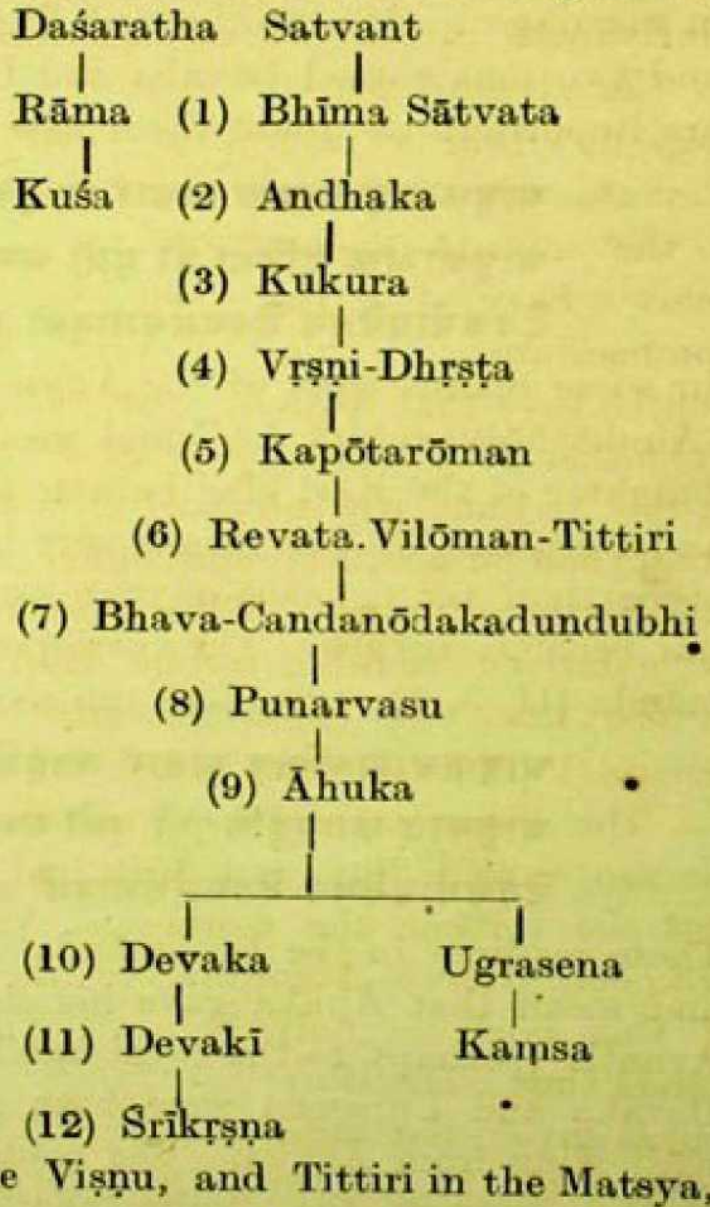 Daśaratha Satvant
Rāma (1) Bhīma Sātvata
Kuśa (2) Andhaka
(3) Kukura
(4) Vṛṣṇi-Dhṛṣṭa
(5) Kapōtarōman
(6) Revata.Vilōman-Tittiri
(7) Bhava-Candanōdakadundubhi
(8) Punarvasu
(9) Āhuka
(10) Devaka Ugrasena
(11) Devakī Kaṃsa
(12) Śrīkṛṣṇa
e Viṣṇu, and Tittiri in the Matsya,